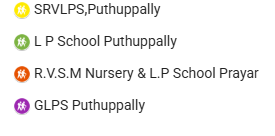 SRVLPS,Puthuppally
L P School Puthuppally
R.V.S.M Nursery & L.P School Prayar
GLPS Puthuppally